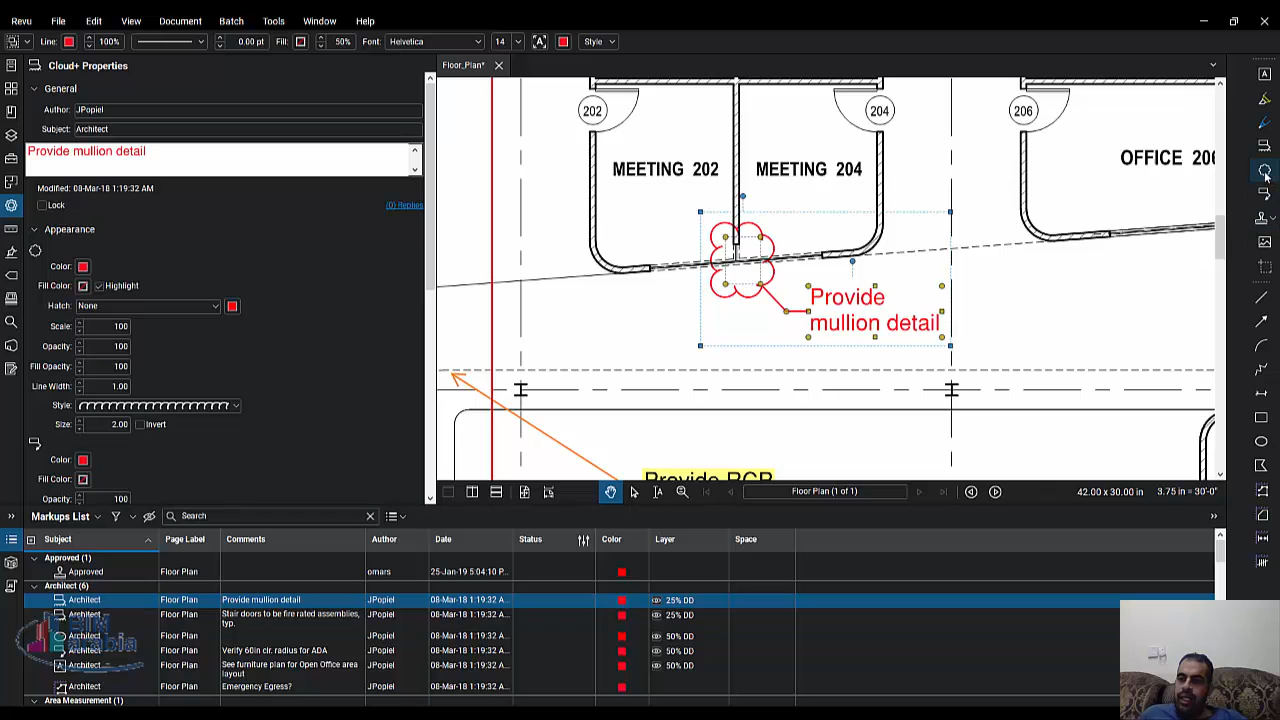 Revu File Edit View Document Batch Tools Window Help
Line: 100% 0.00 pt Fill: 50% Font: Helvetica 14 A Style
Cloud+ Properties
General
Author: JPopiel
Subject: Architect
Provide mullion detail
Modified: 08-Mar-18 1:19:32 AM
Lock (0) Replies
Appearance
Color:
Fill Color: Highlight
Hatch: None
Scale: 100
Opacity: 100
Fill Opacity: 100
Line Width: 1.00
Style:
Size: 2.00 Invert
Color:
Fill Color:
Opacity: 100
Floor_Plan*
202 204 206
MEETING 202 MEETING 204 OFFICE 206
Provide
mullion detail
Provide RCP
Floor Plan (1 of 1) 42.00 x 30.00 in 3.75 in = 30'-0"
Markups List Search
Subject Page Label Comments Author Date Status Color Layer Space
Approved (1)
Approved Floor Plan omars 25-Jan-19 5:04:10 P...
Architect (6)
Architect Floor Plan Provide mullion detail JPopiel 08-Mar-18 1:19:32 A... 25% DD
Architect Floor Plan Stair doors to be fire rated assemblies, typ. JPopiel 08-Mar-18 1:19:32 A... 25% DD
Architect Floor Plan JPopiel 08-Mar-18 1:19:32 A... 50% DD
Architect Floor Plan Verify 60in clr. radius for ADA JPopiel 08-Mar-18 1:19:32 A... 50% DD
Architect Floor Plan See furniture plan for Open Office area layout JPopiel 08-Mar-18 1:19:32 A... 50% DD
Architect Floor Plan Emergency Egress? JPopiel 08-Mar-18 1:19:32 A...
Area Measurement (1)
BIM
arabia